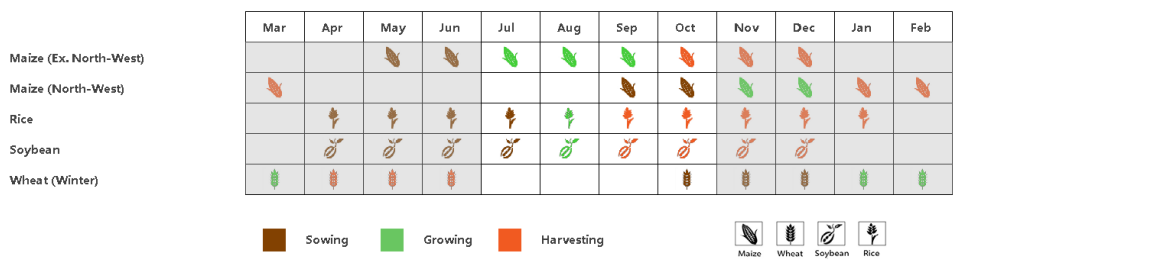 Mar Apr May Jun Jul Aug Sep Oct Nov Dec Jan Feb
Maize (Ex. North-West)
Maize (North-West)
Rice
Soybean
Wheat (Winter)
Sowing Growing Harvesting
Maize Wheat Soybean Rice